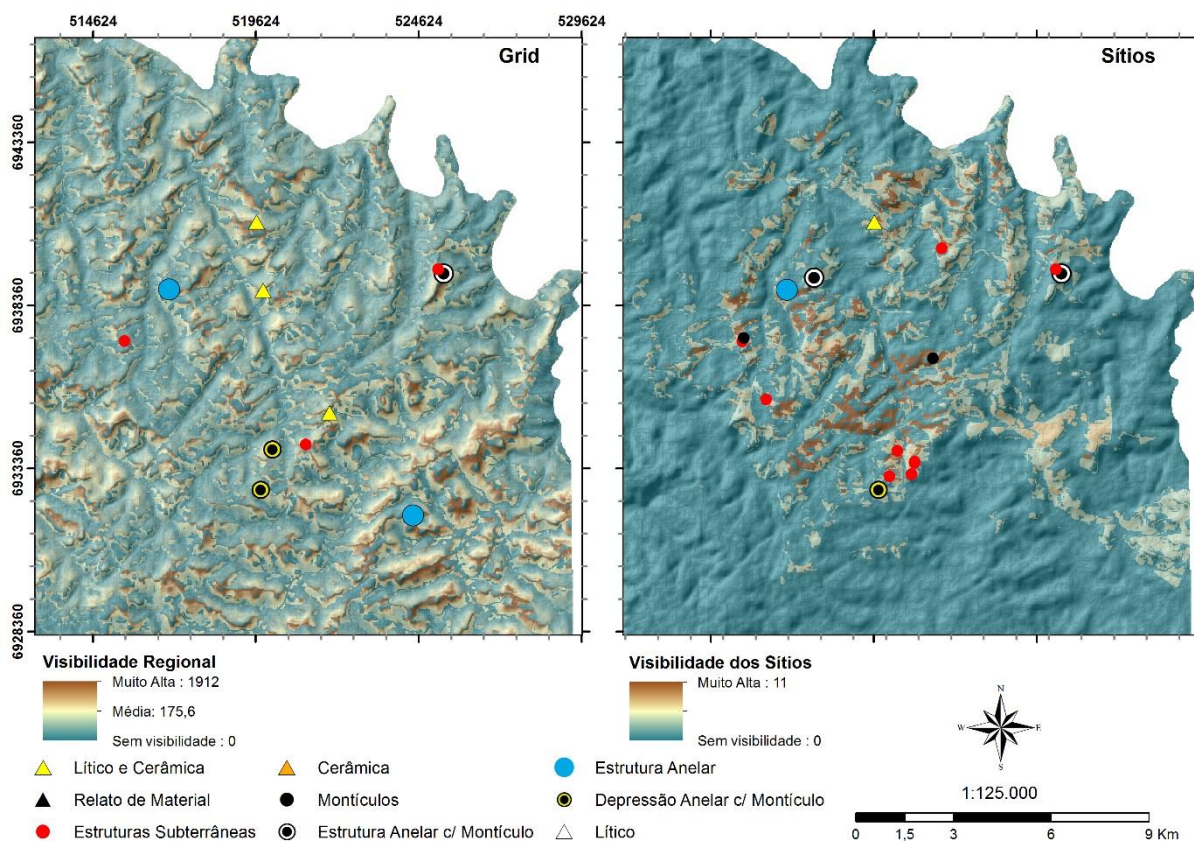 514624 519624 524624 529624
Grid
Sítios
6943360
6938360
6933360
6928360
Visibilidade Regional
Muito Alta : 1912
Média: 175,6
Sem visibilidade : 0
Visibilidade dos Sítios
Muito Alta : 11
Sem visibilidade : 0
N
W E
S
Lítico e Cerâmica Cerâmica Estrutura Anelar
Relato de Material Montículos Depressão Anelar c/ Montículo
Estruturas Subterrâneas Estrutura Anelar c/ Montículo Lítico
1:125.000
0 1,5 3 6 9 Km